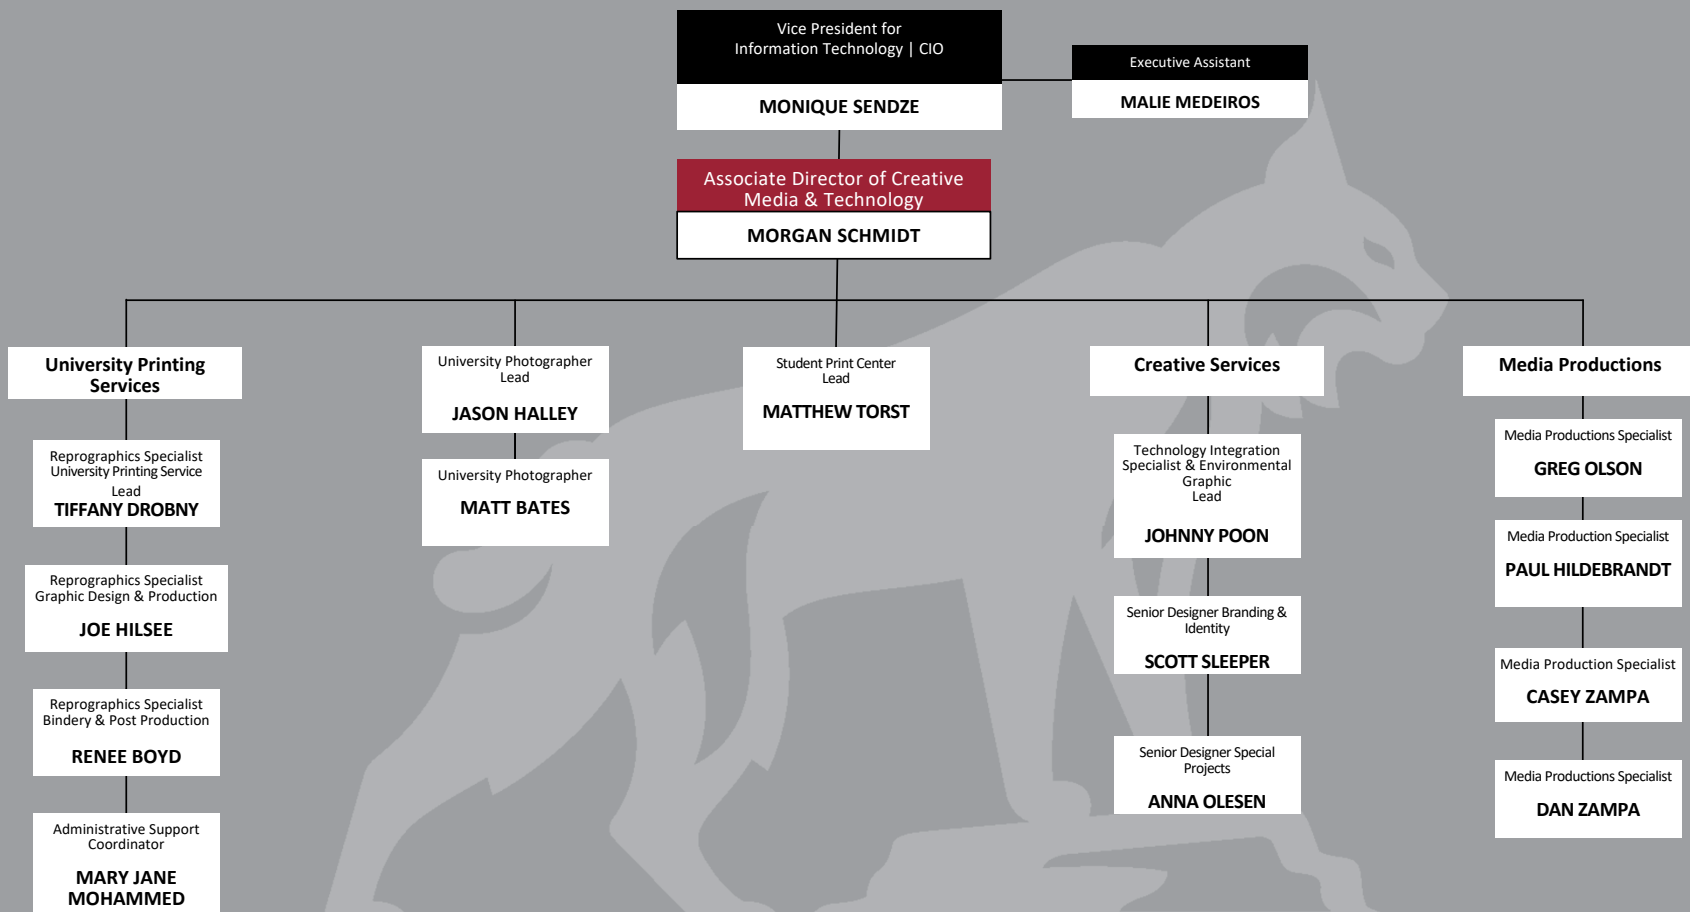 Vice President for
Information Technology | CIO
MONIQUE SENDZE
Executive Assistant
MALIE MEDEIROS
Associate Director of Creative
Media & Technology
MORGAN SCHMIDT
University Printing
Services
Reprographics Specialist
University Printing Service
Lead
TIFFANY DROBNY
Reprographics Specialist
Graphic Design & Production
JOE HILSEE
Reprographics Specialist
Bindery & Post Production
RENEE BOYD
Administrative Support
Coordinator
MARY JANE
MOHAMMED
University Photographer
Lead
JASON HALLEY
University Photographer
MATT BATES
Student Print Center
Lead
MATTHEW TORST
Creative Services
Technology Integration
Specialist & Environmental
Graphic
Lead
JOHNNY POON
Senior Designer Branding &
Identity
SCOTT SLEEPER
Senior Designer Special
Projects
ANNA OLESEN
Media Productions
Media Productions Specialist
GREG OLSON
Media Production Specialist
PAUL HILDEBRANDT
Media Production Specialist
CASEY ZAMPA
Media Productions Specialist
DAN ZAMPA